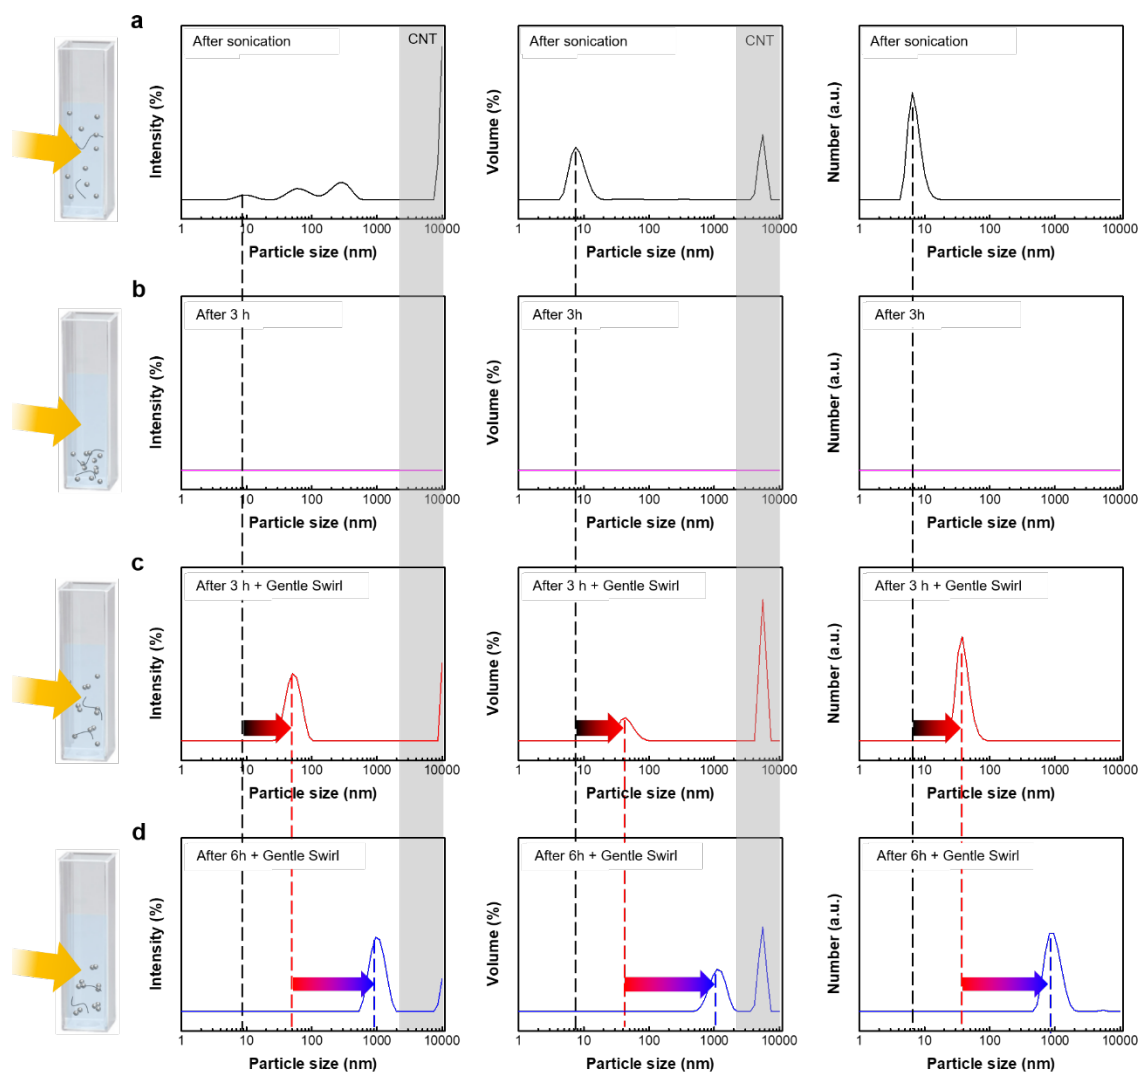 a
After sonication
CNT
Intensity (%)
1 10 100 1000 10000
Particle size (nm)
After sonication
CNT
Volume (%)
1 10 100 1000 10000
Particle size (nm)
After sonication
Number (a.u.)
1 10 100 1000 10000
Particle size (nm)
b
After 3 h
Intensity (%)
1 10 100 1000 10000
Particle size (nm)
After 3h
Volume (%)
1 10 100 1000 10000
Particle size (nm)
After 3h
Number (a.u.)
1 10 100 1000 10000
Particle size (nm)
c
After 3 h + Gentle Swirl
Intensity (%)
1 10 100 1000 10000
Particle size (nm)
After 3 h + Gentle Swirl
Volume (%)
1 10 100 1000 10000
Particle size (nm)
After 3 h + Gentle Swirl
Number (a.u.)
1 10 100 1000 10000
Particle size (nm)
d
After 6h + Gentle Swirl
Intensity (%)
1 10 100 1000 10000
Particle size (nm)
After 6h + Gentle Swirl
Volume (%)
1 10 100 1000 10000
Particle size (nm)
After 6h + Gentle Swirl
Number (a.u.)
1 10 100 1000 10000
Particle size (nm)